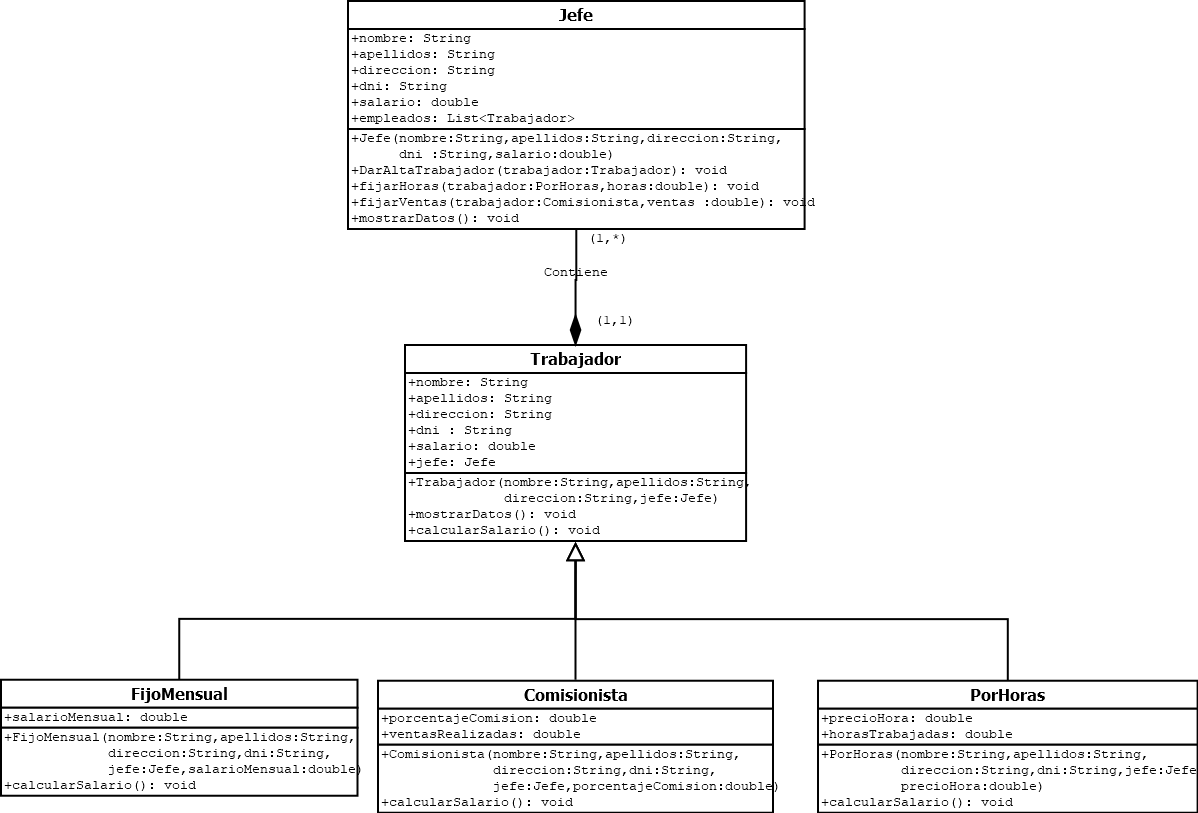 Jefe
+nombre: String
+apellidos: String
+direccion: String
+dni: String
+salario: double
+empleados: List<Trabajador>
+Jefe(nombre:String,apellidos:String,direccion:String,
dni :String,salario:double)
+DarAltaTrabajador(trabajador:Trabajador): void
+fijarHoras(trabajador:PorHoras,horas:double): void
+fijarVentas(trabajador:Comisionista,ventas :double): void
+mostrarDatos(): void
(1,*)
Contiene
(1,1)
Trabajador
+nombre: String
+apellidos: String
+direccion: String
+dni : String
+salario: double
+jefe: Jefe
+Trabajador(nombre:String,apellidos:String,
direccion:String,jefe:Jefe)
+mostrarDatos(): void
+calcularSalario(): void
FijoMensual
+salarioMensual: double
+FijoMensual(nombre:String,apellidos:String,
direccion:String,dni:String,
jefe:Jefe,salarioMensual:double)
+calcularSalario(): void
Comisionista
+porcentajeComision: double
+ventasRealizadas: double
+Comisionista(nombre:String,apellidos:String,
direccion:String,dni:String,
jefe:Jefe,porcentajeComision:double)
+calcularSalario(): void
PorHoras
+precioHora: double
+horasTrabajadas: double
+PorHoras(nombre:String,apellidos:String,
direccion:String,dni:String,jefe:Jefe
precioHora:double)
+calcularSalario(): void